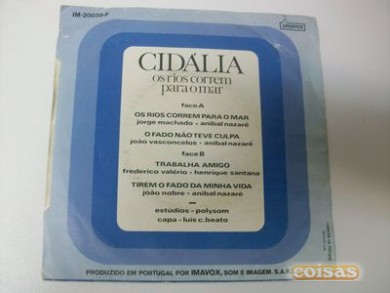 IM-20039-F
IMAVOX
CIDÁLIA
os rios correm
para o mar
face A
OS RIOS CORREM PARA O MAR
jorge machado - anibal nazaré
O FADO NÃO TEVE CULPA
joão vasconcelos - anibal nazaré
face B
TRABALHA AMIGO
frederico valério - henrique santana
TIREM O FADO DA MINHA VIDA
joão nobre - anibal nazaré
estúdios - polysom
capa - luis c. beato
PRODUZIDO EM PORTUGAL POR IMAVOX, SOM E IMAGEM. S.A.R.L.
coisas